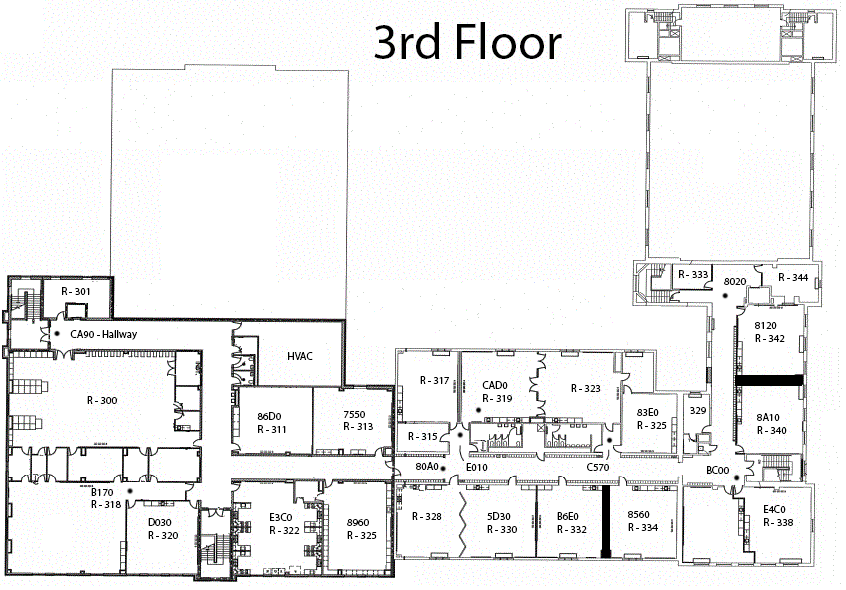 3rd Floor
R - 333
8020
R - 344
R - 301
8120
R - 342
CA90 - Hallway
HVAC
R - 317
CAD0
R - 319
R - 323
R - 300
83E0
R - 325
329
8A10
R - 340
86D0
R - 311
7550
R - 313
R - 315
80A0
E010
C570
BC00
B170
R - 318
D030
R - 320
E3C0
R - 322
8960
R - 325
R - 328
5D30
R - 330
B6E0
R - 332
8560
R - 334
E4C0
R - 338